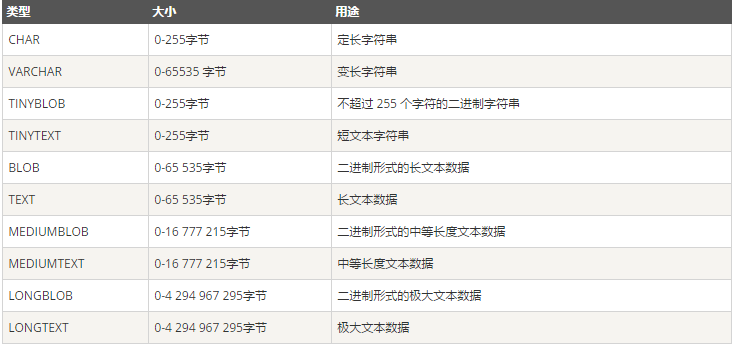 类型 大小 用途
CHAR 0-255字节 定长字符串
VARCHAR 0-65535 字节 变长字符串
TINYBLOB 0-255字节 不超过 255 个字符的二进制字符串
TINYTEXT 0-255字节 短文本字符串
BLOB 0-65 535字节 二进制形式的长文本数据
TEXT 0-65 535字节 长文本数据
MEDIUMBLOB 0-16 777 215字节 二进制形式的中等长度文本数据
MEDIUMTEXT 0-16 777 215字节 中等长度文本数据
LONGBLOB 0-4 294 967 295字节 二进制形式的极大文本数据
LONGTEXT 0-4 294 967 295字节 极大文本数据